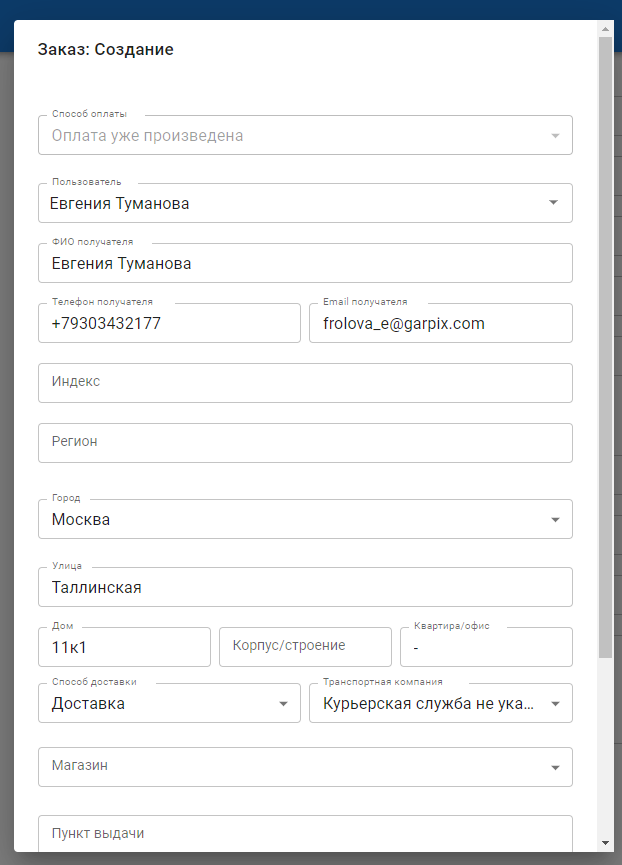 Заказ: Создание
Способ оплаты
Оплата уже произведена
Пользователь
Евгения Туманова
ФИО получателя
Евгения Туманова
Телефон получателя
Email получателя
+79303432177
frolova_e@garpix.com
Индекс
Регион
Город
Москва
Улица
Таллинская
Дом
Квартира/офис
11к1
Корпус/строение
-
Способ доставки
Транспортная компания
Доставка
Курьерская служба не ука...
Магазин
Пункт выдачи